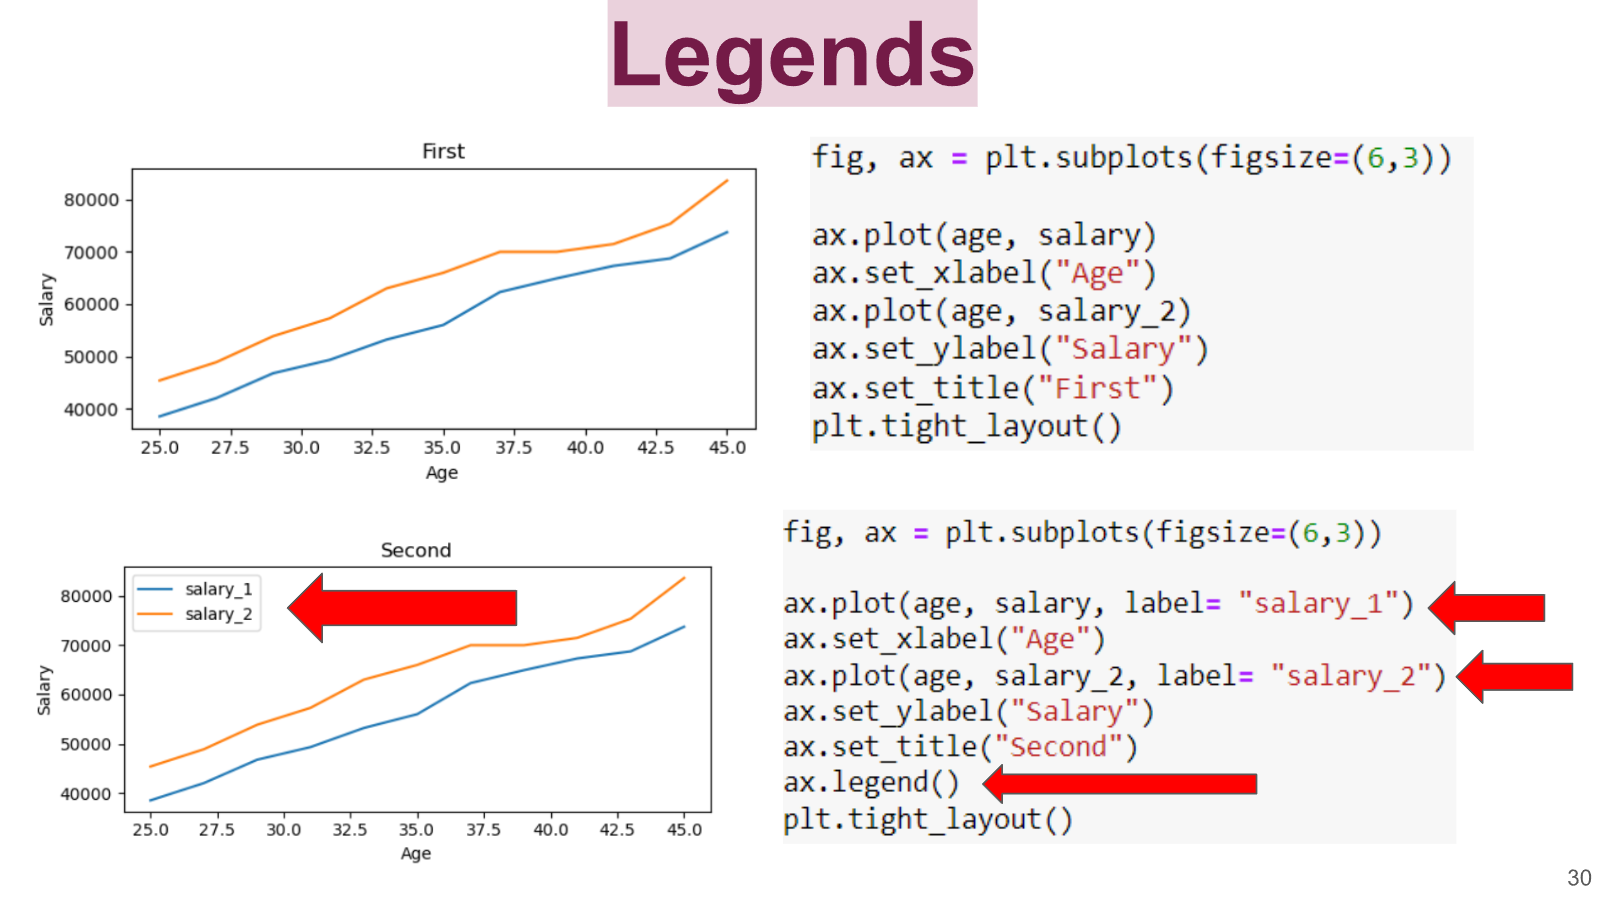 Legends
First
80000
70000
60000
50000
40000
Salary
25.0 27.5 30.0 32.5 35.0 37.5 40.0 42.5 45.0
Age
fig, ax = plt.subplots(figsize=(6,3))
ax.plot(age, salary)
ax.set_xlabel("Age")
ax.plot(age, salary_2)
ax.set_ylabel("Salary")
ax.set_title("First")
plt.tight_layout()
Second
salary_1
salary_2
80000
70000
60000
50000
40000
Salary
25.0 27.5 30.0 32.5 35.0 37.5 40.0 42.5 45.0
Age
fig, ax = plt.subplots(figsize=(6,3))
ax.plot(age, salary, label= "salary_1")
ax.set_xlabel("Age")
ax.plot(age, salary_2, label= "salary_2")
ax.set_ylabel("Salary")
ax.set_title("Second")
ax.legend()
plt.tight_layout()
30